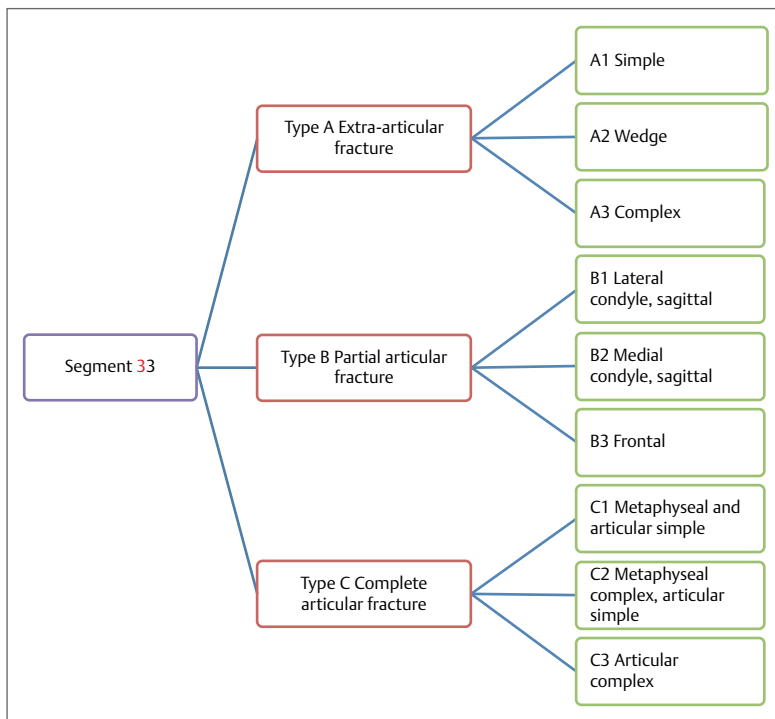 Segment 33
Type A Extra-articular
fracture
A1 Simple
A2 Wedge
A3 Complex
Type B Partial articular
fracture
B1 Lateral
condyle, sagittal
B2 Medial
condyle, sagittal
B3 Frontal
Type C Complete
articular fracture
C1 Metaphyseal and
articular simple
C2 Metaphyseal
complex, articular
simple
C3 Articular
complex